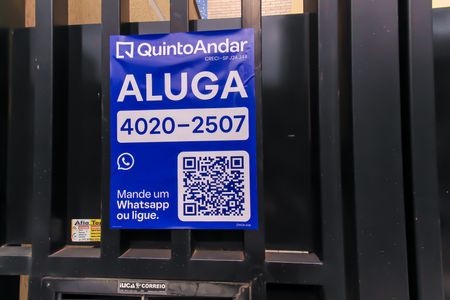 QuintoAndar
CRECI-SP J24.344
ALUGA
4020-2507
Mande um
Whatsapp
ou ligue.
CORREIO